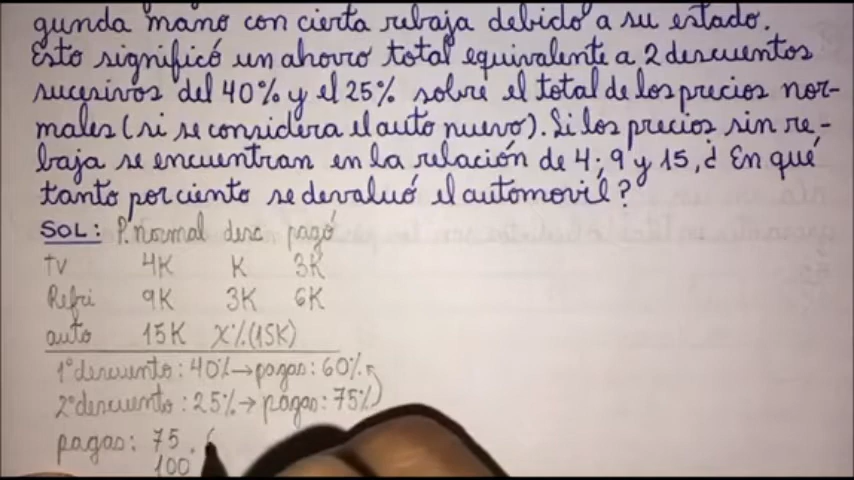 gunda mano con cierta rebaja debido a su estado.
Esto significó un ahorro total equivalente a 2 descuentos
sucesivos del 40% y el 25% sobre el total de los precios nor-
males (si se considera el auto nuevo). Si los precios sin re-
baja se encuentran en la relación de 4; 9 y 15, ¿ En qué
tanto por ciento se devaluó el automovil?
SOL: P. normal desc pagó
TV 4K K 3K
Refri 9K 3K 6K
auto 15K X%(15K)
1° descuento: 40% → pagas: 60%
2° descuento: 25% → pagas: 75%
pagas: 75
100